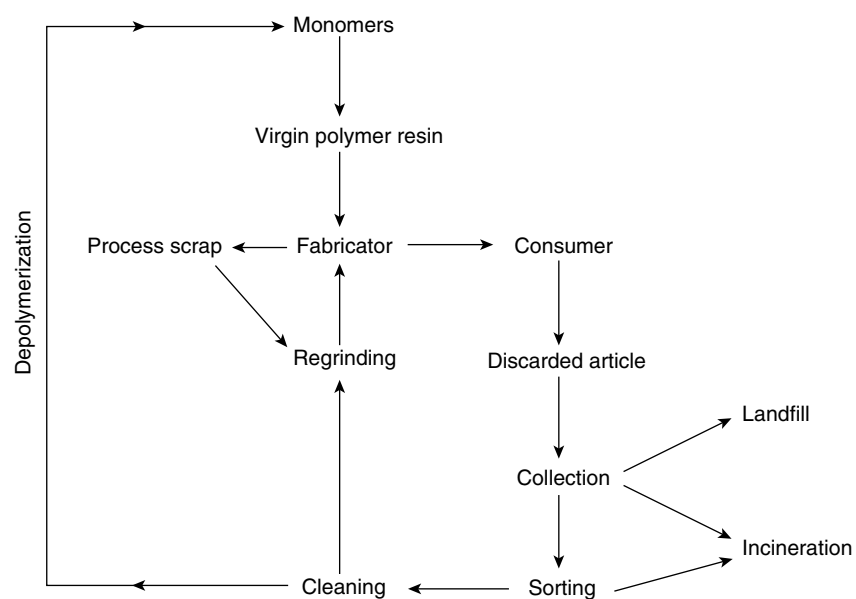 Monomers
Virgin polymer resin
Process scrap
Fabricator
Consumer
Depolymerization
Regrinding
Discarded article
Landfill
Collection
Incineration
Cleaning
Sorting